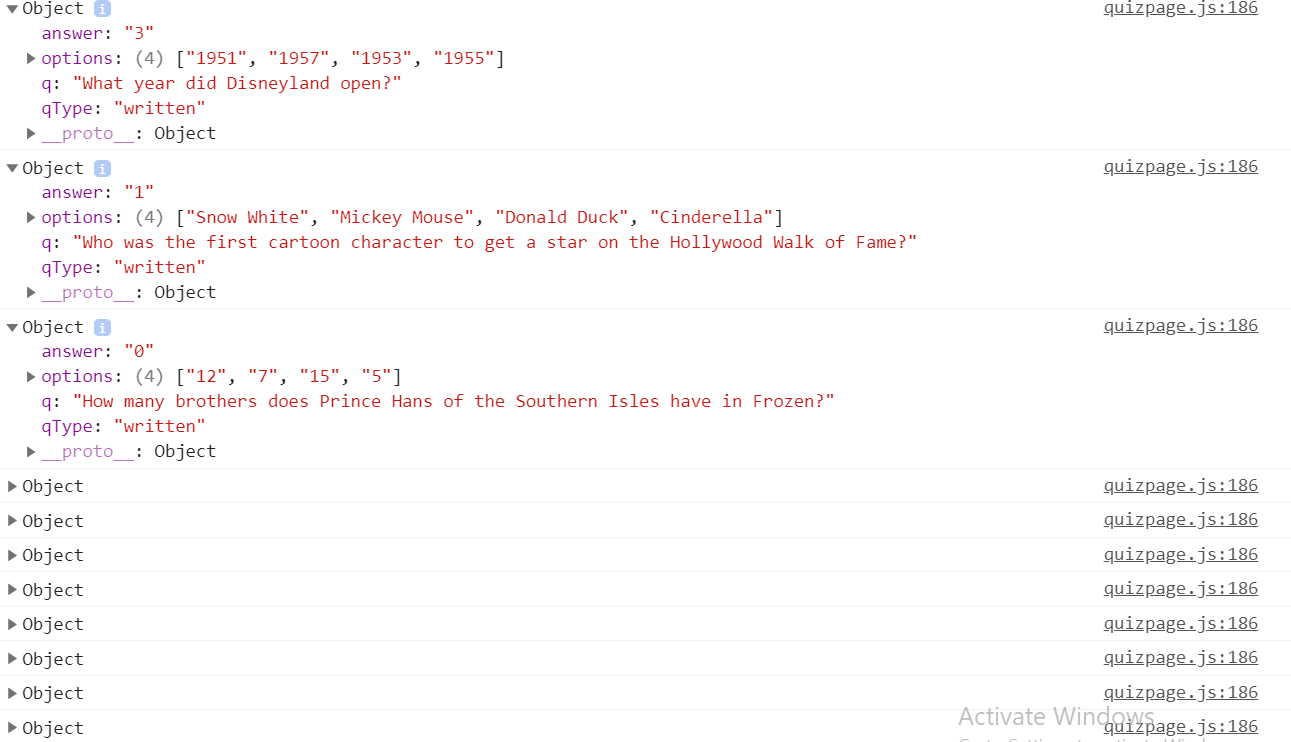 Object i quizpage.js:186
answer: "3"
options: (4) ["1951", "1957", "1953", "1955"]
q: "What year did Disneyland open?"
qType: "written"
__proto__: Object
Object i quizpage.js:186
answer: "1"
options: (4) ["Snow White", "Mickey Mouse", "Donald Duck", "Cinderella"]
q: "Who was the first cartoon character to get a star on the Hollywood Walk of Fame?"
qType: "written"
__proto__: Object
Object i quizpage.js:186
answer: "0"
options: (4) ["12", "7", "15", "5"]
q: "How many brothers does Prince Hans of the Southern Isles have in Frozen?"
qType: "written"
__proto__: Object
Object quizpage.js:186
Object quizpage.js:186
Object quizpage.js:186
Object quizpage.js:186
Object quizpage.js:186
Object quizpage.js:186
Object quizpage.js:186
Activate Windows
Object quizpage.js:186